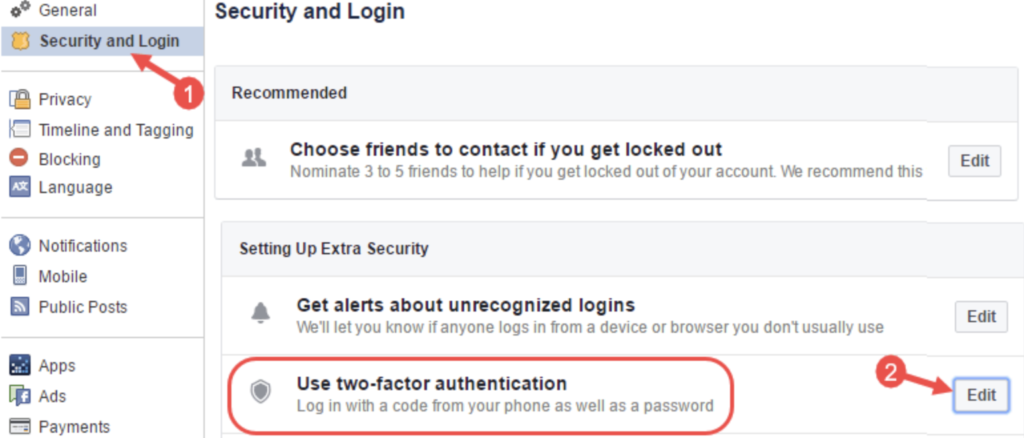 General
Security and Login
1
Privacy
Timeline and Tagging
Blocking
Language
Notifications
Mobile
Public Posts
Apps
Ads
Payments
Security and Login
Recommended
Choose friends to contact if you get locked out
Nominate 3 to 5 friends to help if you get locked out of your account. We recommend this
Edit
Setting Up Extra Security
Get alerts about unrecognized logins
We'll let you know if anyone logs in from a device or browser you don't usually use
Edit
Use two-factor authentication
Log in with a code from your phone as well as a password
2
Edit